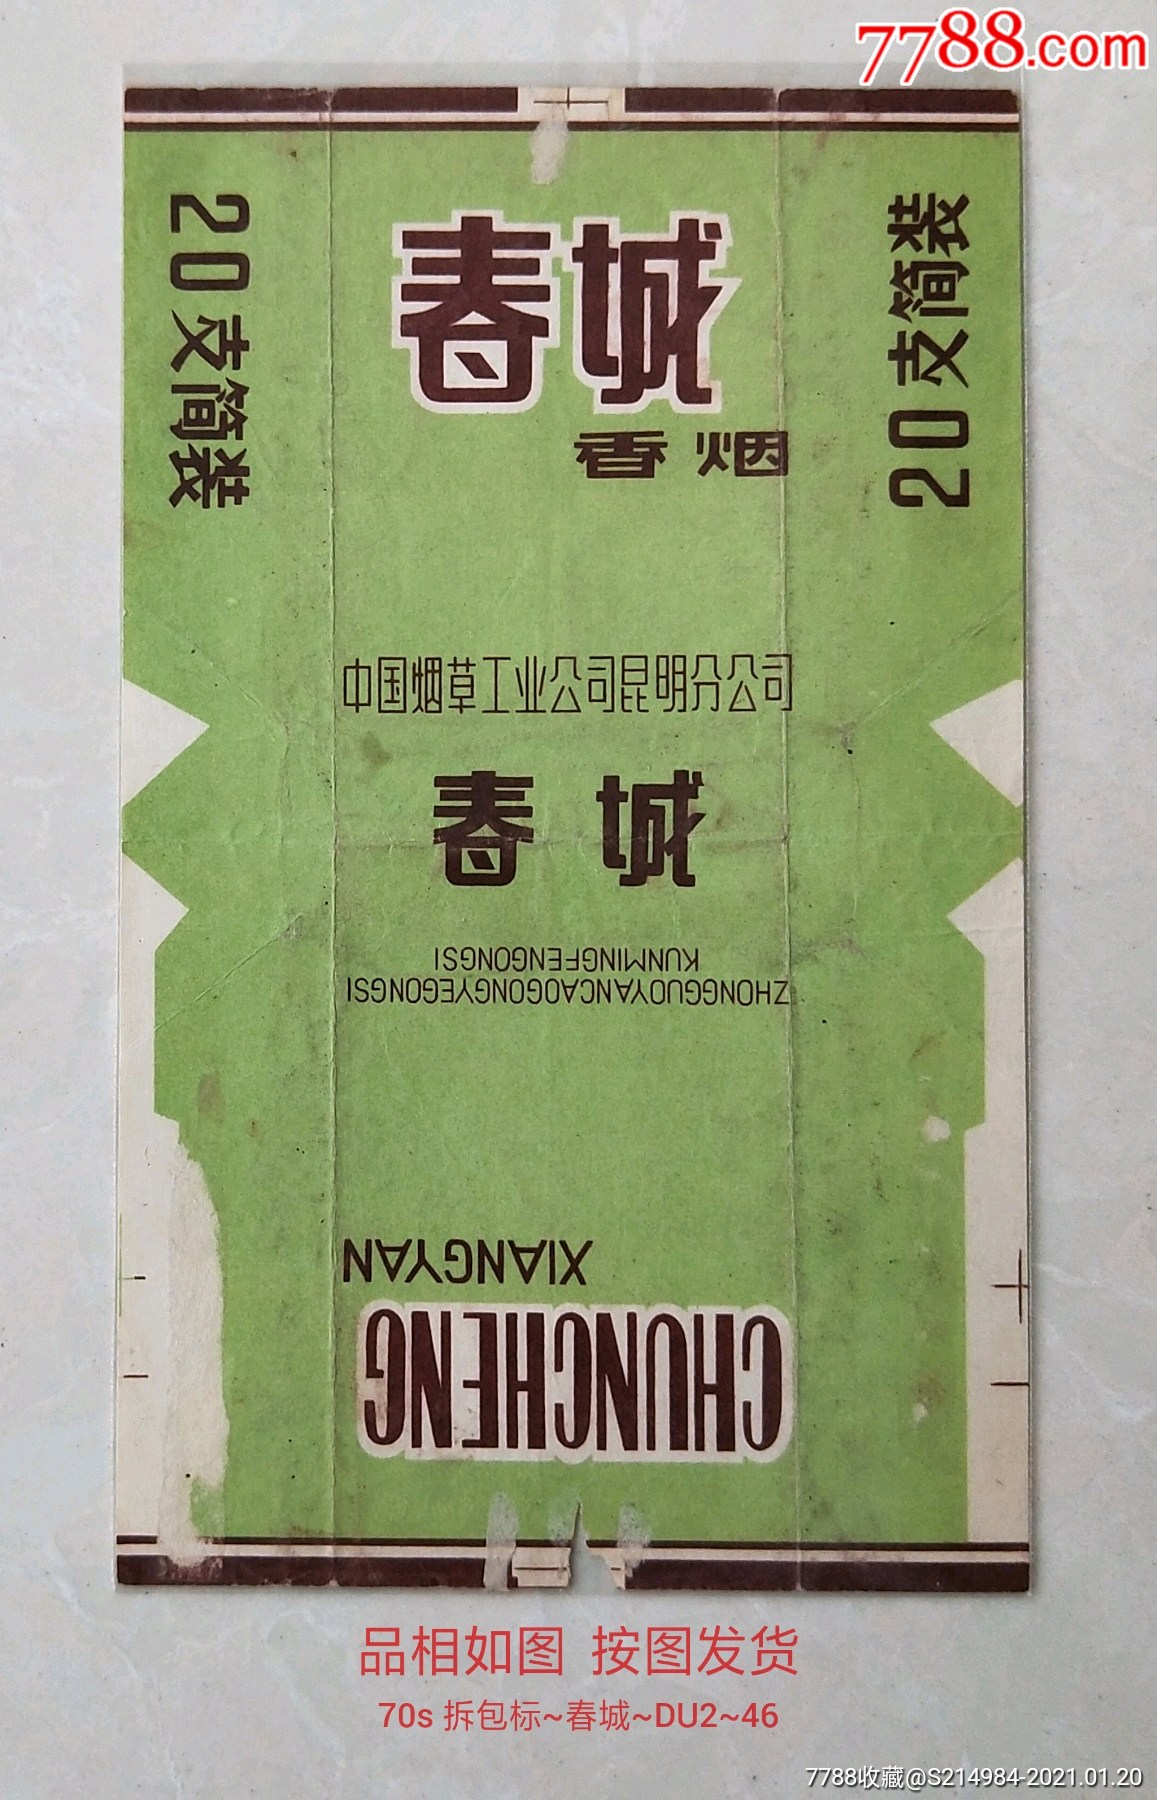 7788.com
20支简装
春城
香烟
20支简装
中国烟草工业公司昆明分公司
春城
ZHONGGUOYANCAOGONGYEGONGSI
KUNMINGFENGONGSI
CHUNCHENG
XIANGYAN
品相如图 按图发货
70s 拆包标~春城~DU2~46
7788收藏@S214984-2021.01.20